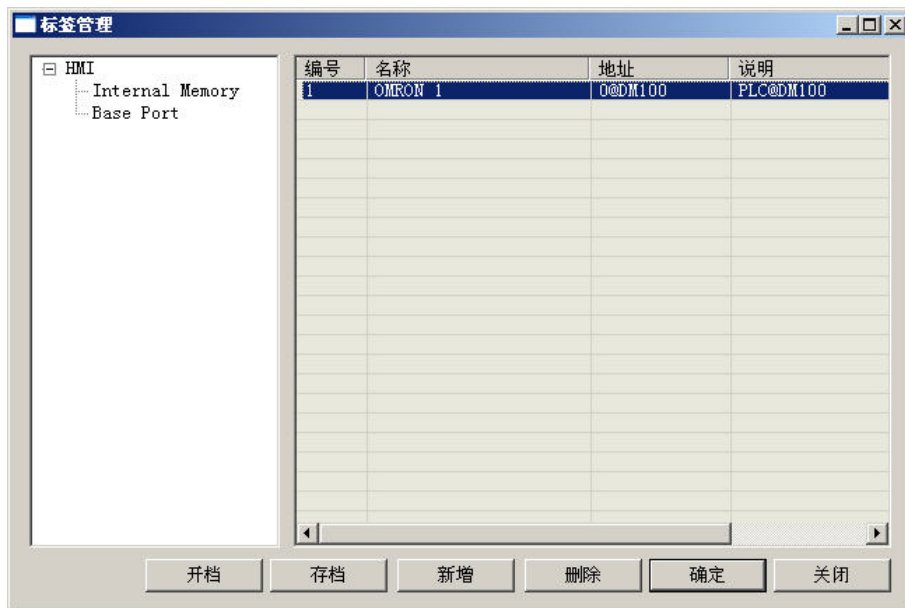 标签管理
HMI
Internal Memory
Base Port
编号 名称 地址 说明
1 OMRON 1 0@DM100 PLC@DM100
开档 存档 新增 删除 确定 关闭